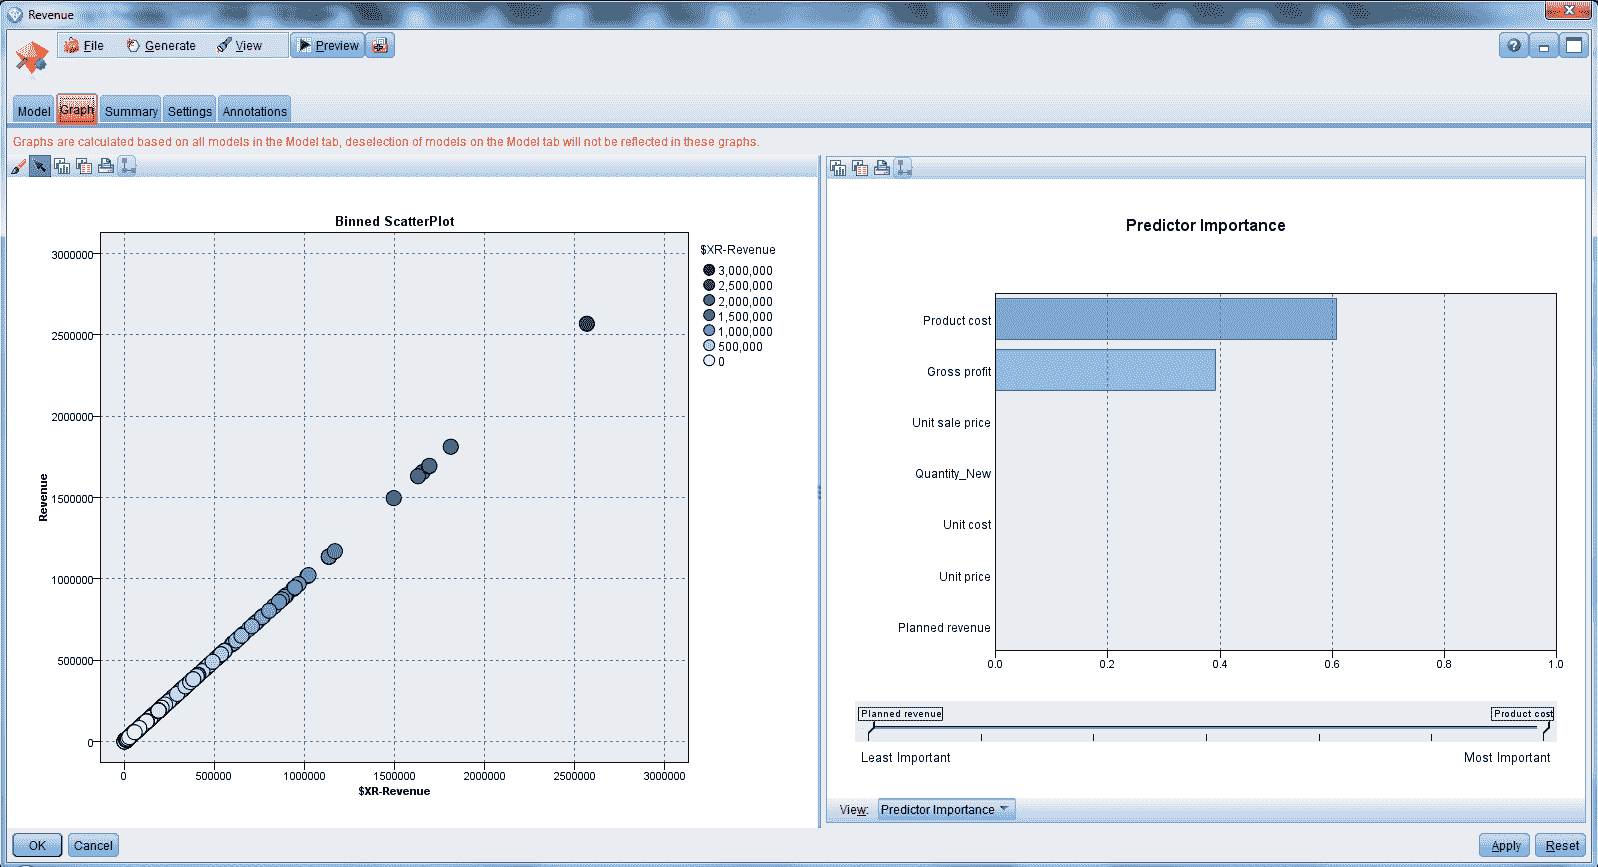 Revenue
File Generate View Preview
Model Graph Summary Settings Annotations
Graphs are calculated based on all models in the Model tab, deselection of models on the Model tab will not be reflected in these graphs.
Binned ScatterPlot
3000000
2500000
2000000
1500000
1000000
500000
0
Revenue
0 500000 1000000 1500000 2000000 2500000 3000000
$XR-Revenue
$XR-Revenue
3,000,000
2,500,000
2,000,000
1,500,000
1,000,000
500,000
0
Predictor Importance
Product cost
Gross profit
Unit sale price
Quantity_New
Unit cost
Unit price
Planned revenue
0.0 0.2 0.4 0.6 0.8 1.0
Planned revenue Product cost
Least Important Most Important
View: Predictor Importance
OK Cancel Apply Reset